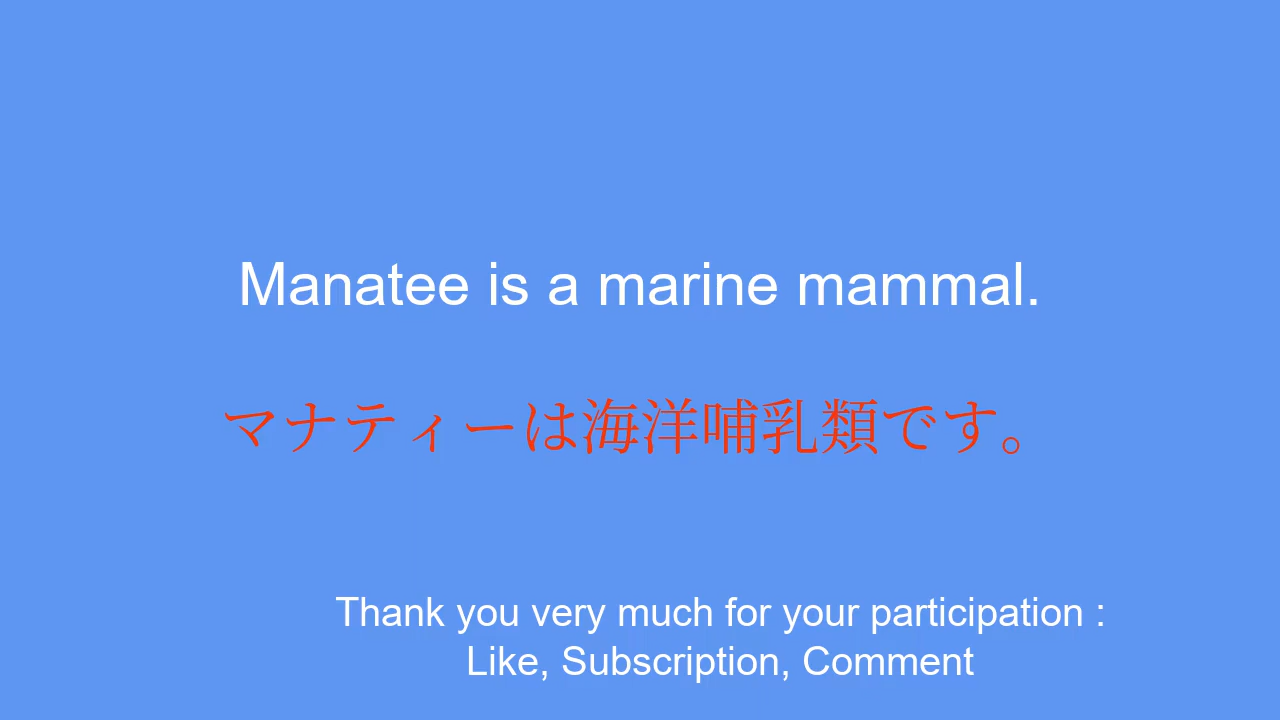 Manatee is a marine mammal.
マナティーは海洋哺乳類です。
Thank you very much for your participation :
Like, Subscription, Comment